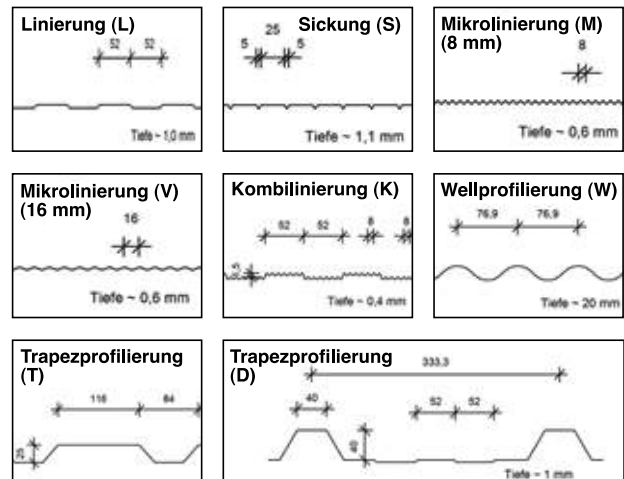 Linierung (L)
52 52
Tiefe ~ 1,0 mm
Sickung (S)
25
5 5
Tiefe ~ 1,1 mm
Mikrolinierung (M)
(8 mm)
8
Tiefe ~ 0,6 mm
Mikrolinierung (V)
(16 mm)
16
Tiefe ~ 0,6 mm
Kombilinierung (K)
52 52 8 8
Tiefe ~ 0,4 mm
Wellprofilierung (W)
76,9 76,9
Tiefe ~ 20 mm
Trapezprofilierung
(T)
116 84
25
Trapezprofilierung
(D)
333,3
40 52 52
40
Tiefe ~ 1 mm